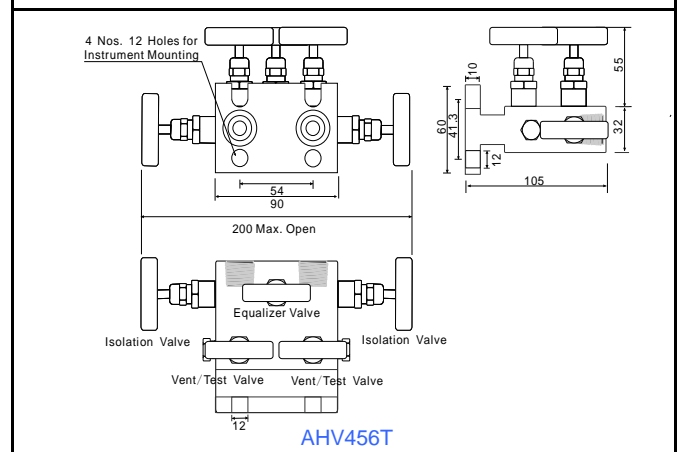 4 Nos. 12 Holes for
Instrument Mounting
54
90
200 Max. Open
10
60
41.3
12
55
32
105
Equalizer Valve
Isolation Valve
Isolation Valve
Vent/Test Valve
Vent/Test Valve
12
AHV456T